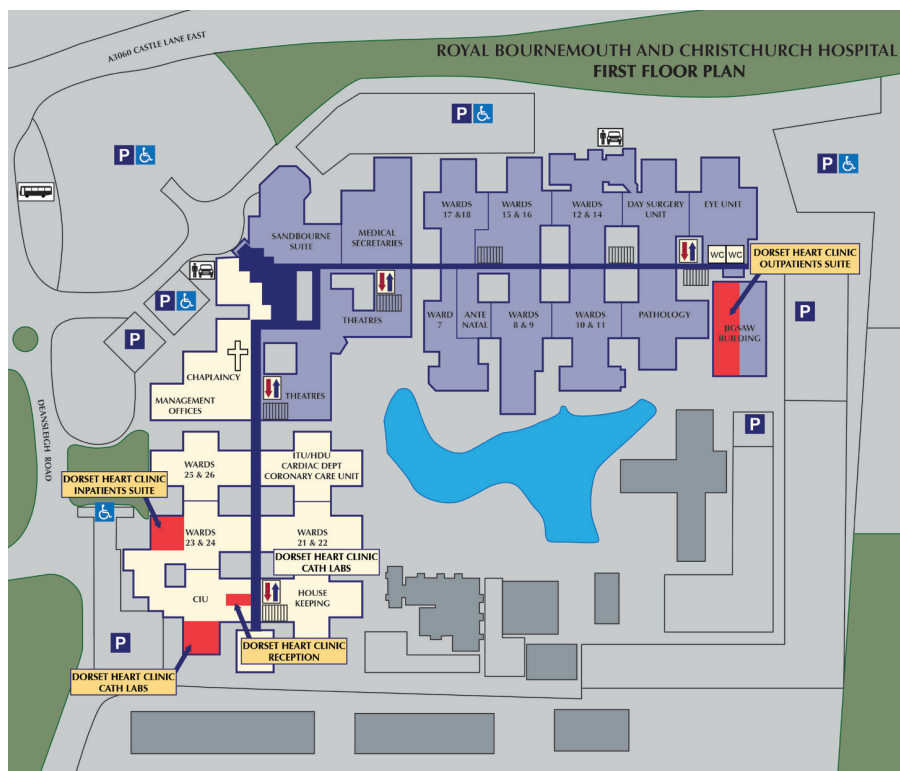 A3060 CASTLE LANE EAST
ROYAL BOURNEMOUTH AND CHRISTCHURCH HOSPITAL
FIRST FLOOR PLAN
P
P
P
WARDS
17 &18
WARDS
15 & 16
WARDS
12 & 14
DAY SURGERY
UNIT
EYE UNIT
SANDBOURNE
SUITE
MEDICAL
SECRETARIES
WC
WC
DORSET HEART CLINIC
OUTPATIENTS SUITE
P
P
P
THEATRES
WARD
7
ANTE
NATAL
WARDS
8 & 9
WARDS
10 & 11
PATHOLOGY
JIGSAW
BUILDING
CHAPLAINCY
MANAGEMENT
OFFICES
THEATRES
DEANSLEIGH ROAD
P
WARDS
25 & 26
ITU/HDU
CARDIAC DEPT
CORONARY CARE UNIT
DORSET HEART CLINIC
INPATIENTS SUITE
WARDS
23 & 24
WARDS
21 & 22
DORSET HEART CLINIC
CATH LABS
CIU
HOUSE
KEEPING
P
DORSET HEART CLINIC
RECEPTION
DORSET HEART CLINIC
CATH LABS